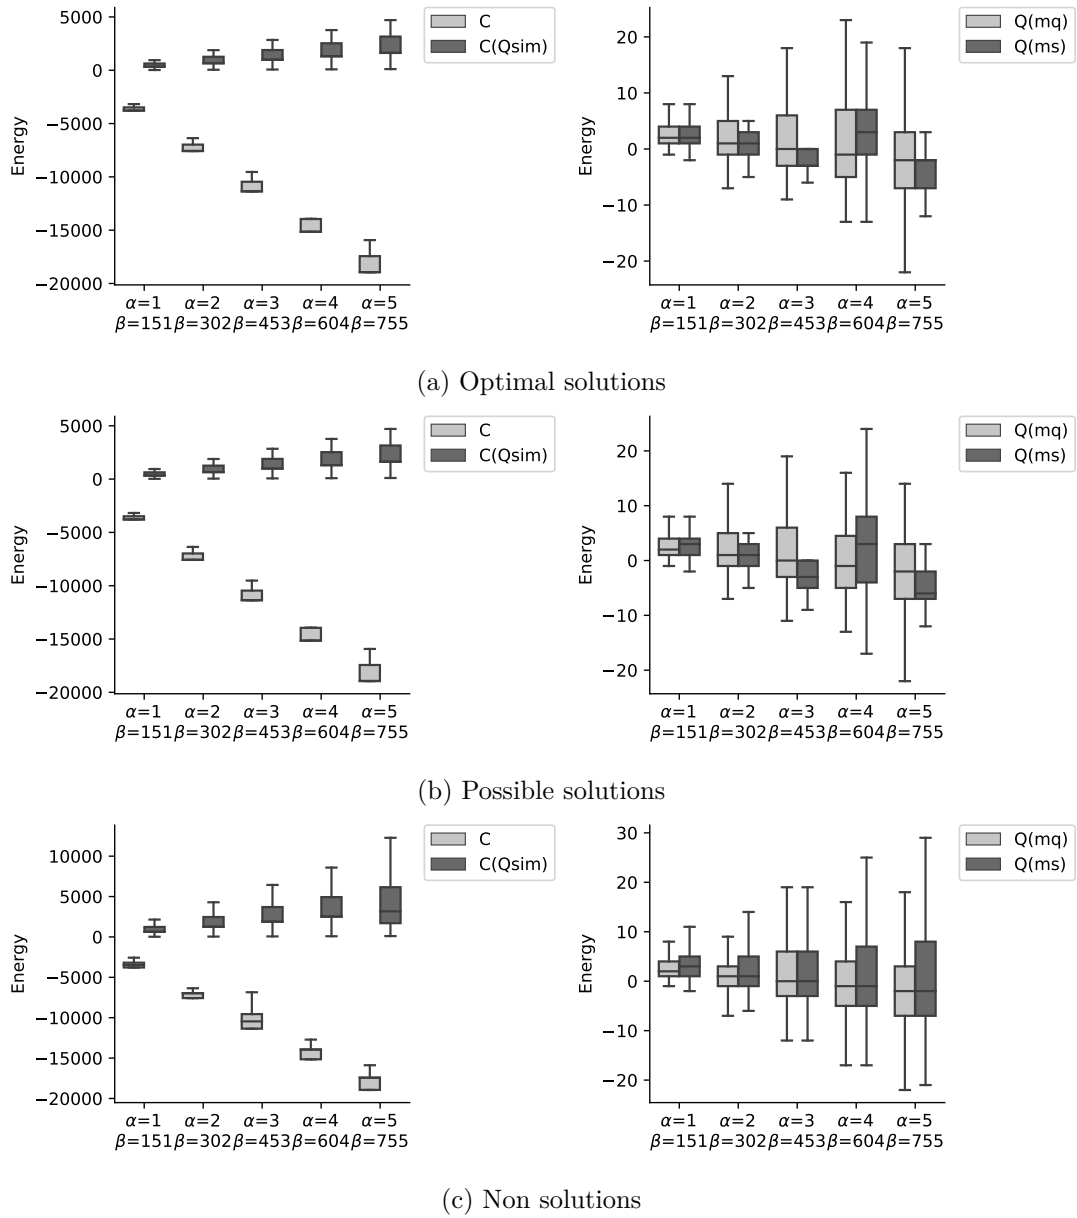 5000
0
−5000
−10000
−15000
−20000
Energy
C
C(Qsim)
α=1 α=2 α=3 α=4 α=5
β=151 β=302 β=453 β=604 β=755
20
10
0
−10
−20
Energy
Q(mq)
Q(ms)
α=1 α=2 α=3 α=4 α=5
β=151 β=302 β=453 β=604 β=755
(a) Optimal solutions
5000
0
−5000
−10000
−15000
−20000
Energy
C
C(Qsim)
α=1 α=2 α=3 α=4 α=5
β=151 β=302 β=453 β=604 β=755
20
10
0
−10
−20
Energy
Q(mq)
Q(ms)
α=1 α=2 α=3 α=4 α=5
β=151 β=302 β=453 β=604 β=755
(b) Possible solutions
10000
5000
0
−5000
−10000
−15000
−20000
Energy
C
C(Qsim)
α=1 α=2 α=3 α=4 α=5
β=151 β=302 β=453 β=604 β=755
30
20
10
0
−10
−20
Energy
Q(mq)
Q(ms)
α=1 α=2 α=3 α=4 α=5
β=151 β=302 β=453 β=604 β=755
(c) Non solutions